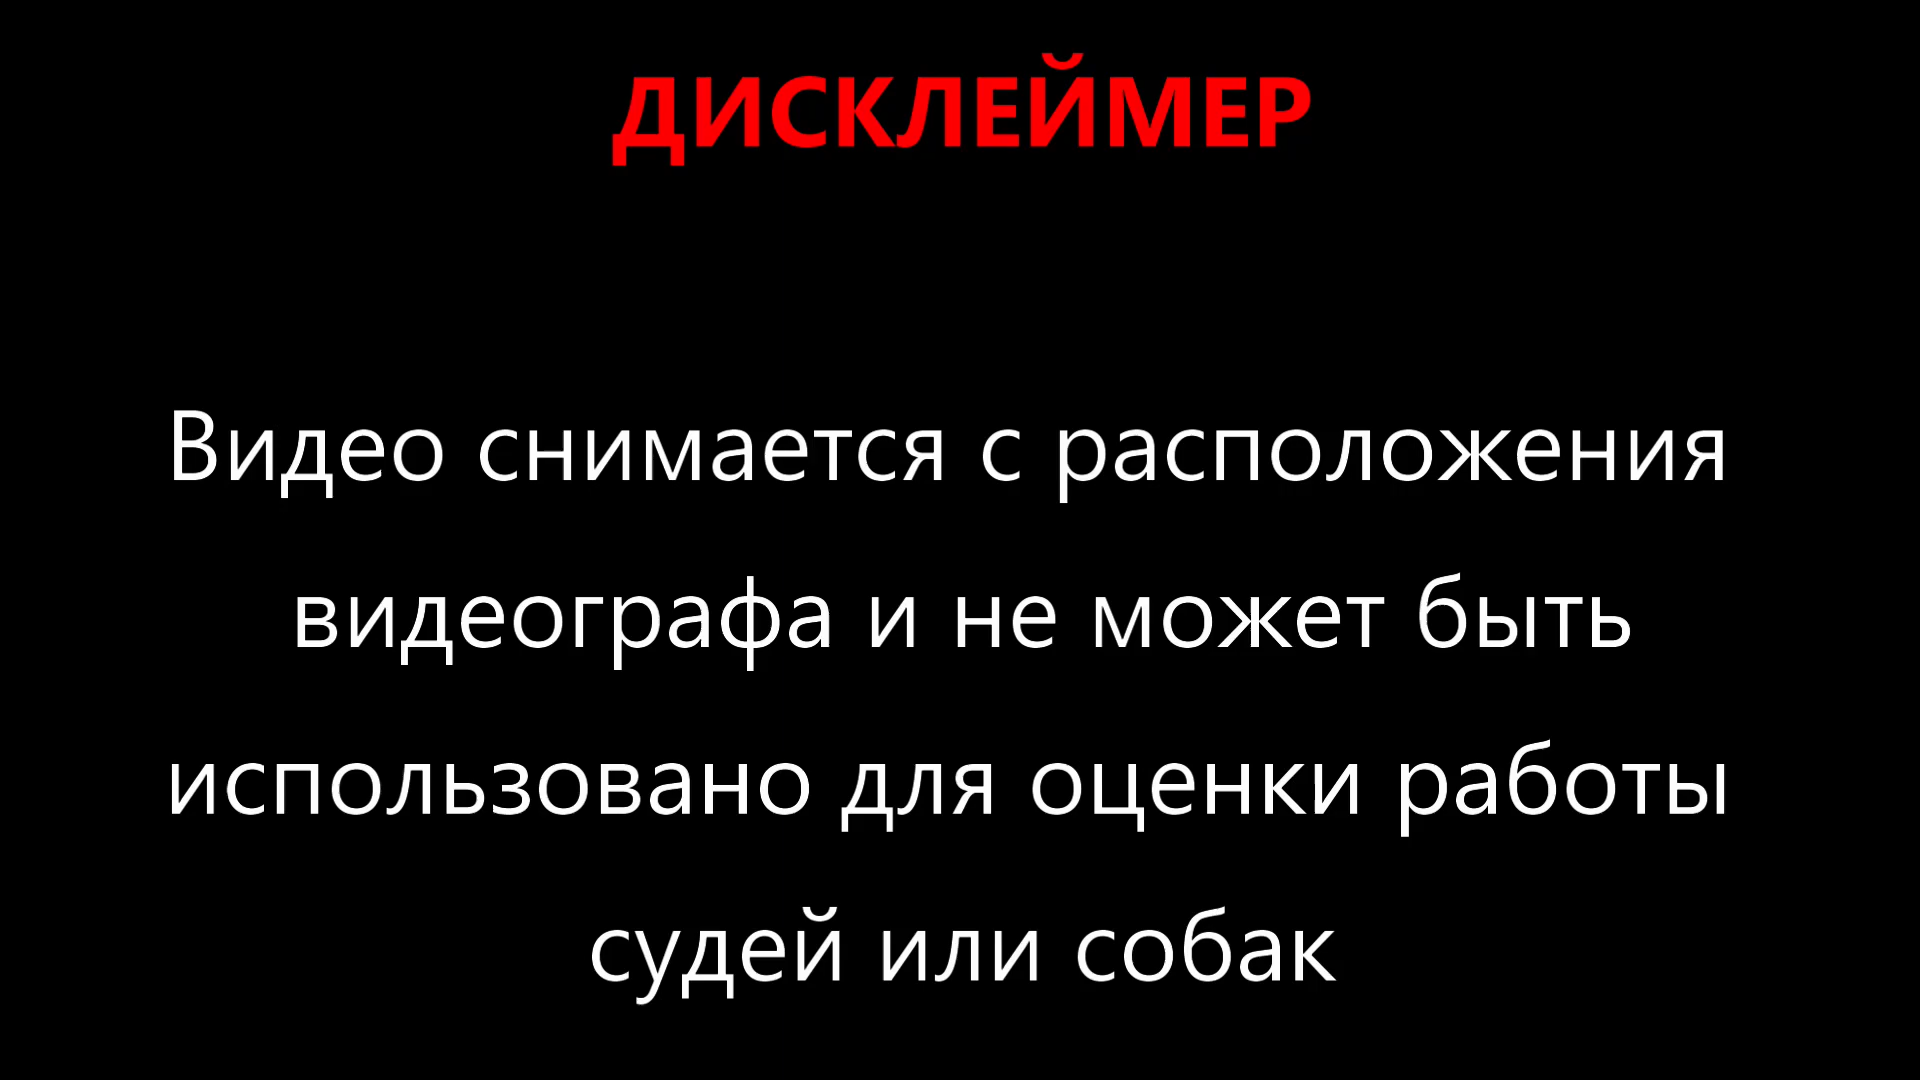 ДИСКЛЕЙМЕР
Видео снимается с расположения
видеографа и не может быть
использовано для оценки работы
судей или собак